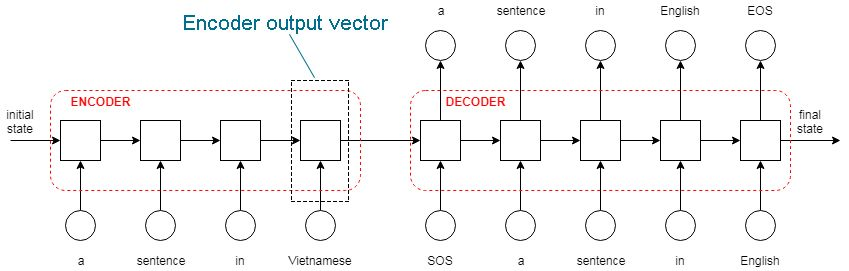 Encoder output vector
a sentence in English EOS
ENCODER
DECODER
initial
state
final
state
a sentence in Vietnamese
SOS a sentence in English